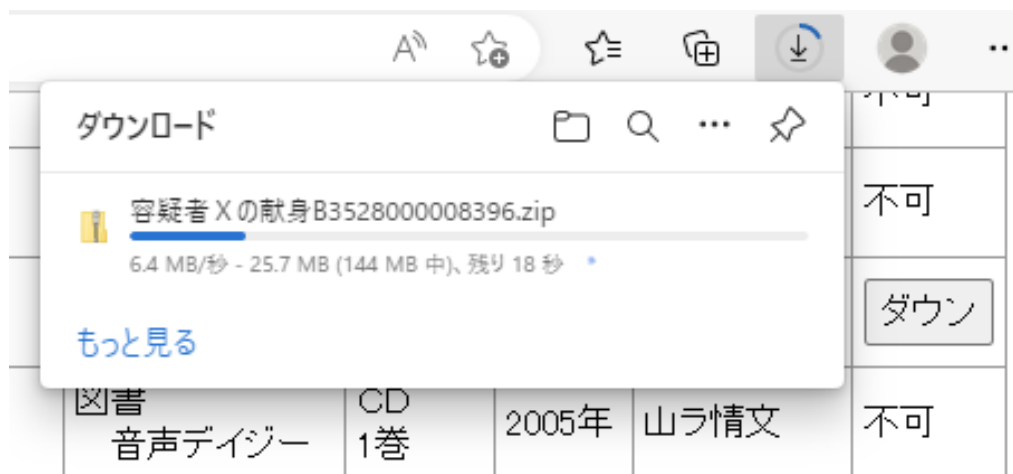 ダウンロード
容疑者Xの献身B3528000008396.zip
6.4 MB/秒 - 25.7 MB (144 MB 中)、残り 18 秒
もっと見る
不可
不可
ダウン
図書
音声デイジー
CD
1巻
2005年
山ラ情文
不可